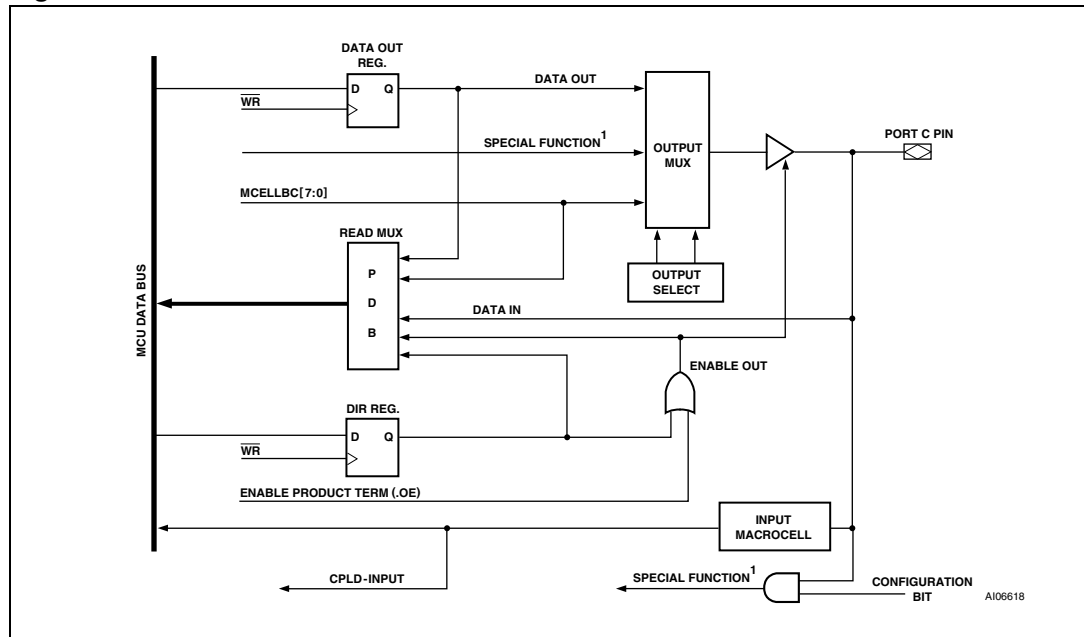 DATA OUT
REG.
D Q
WR
DATA OUT
SPECIAL FUNCTION1
OUTPUT
MUX
PORT C PIN
MCELLBC[7:0]
READ MUX
P
D
B
OUTPUT
SELECT
MCU DATA BUS
DATA IN
ENABLE OUT
DIR REG.
D Q
WR
ENABLE PRODUCT TERM (.OE)
INPUT
MACROCELL
CPLD-INPUT
SPECIAL FUNCTION1
CONFIGURATION
BIT
AI06618